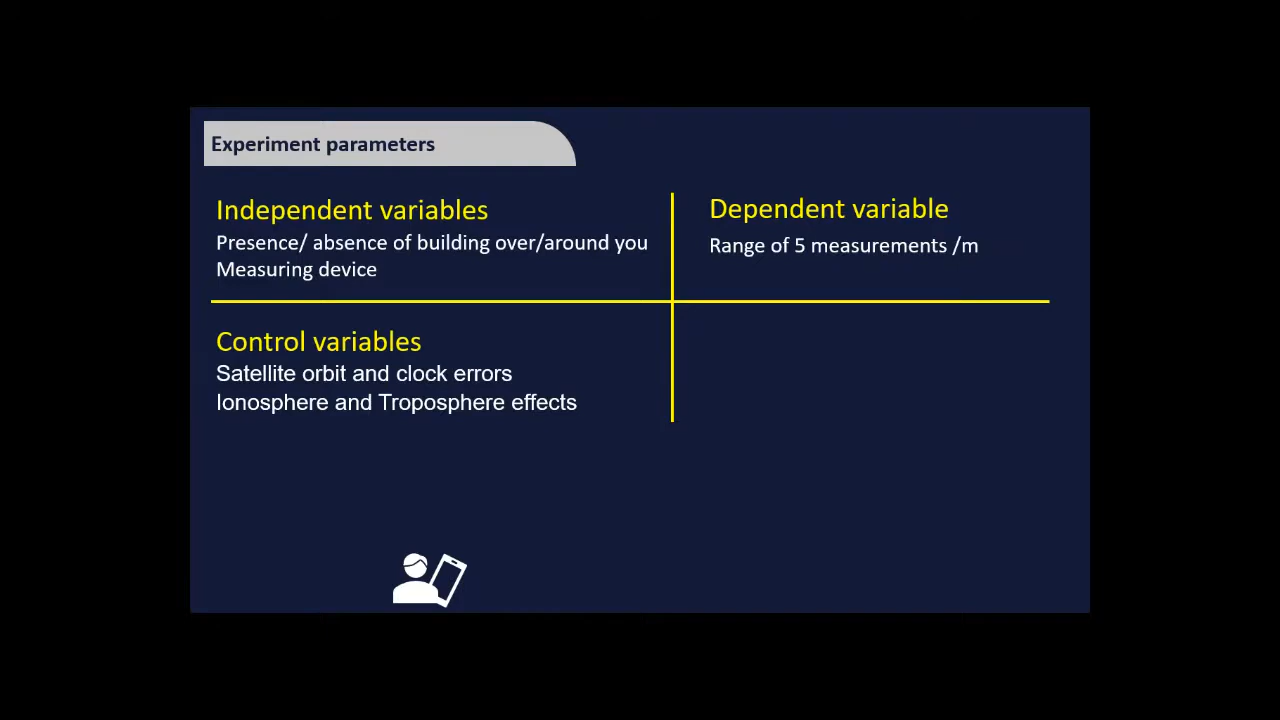 Experiment parameters
Independent variables
Presence/ absence of building over/around you
Measuring device
Dependent variable
Range of 5 measurements /m
Control variables
Satellite orbit and clock errors
Ionosphere and Troposphere effects